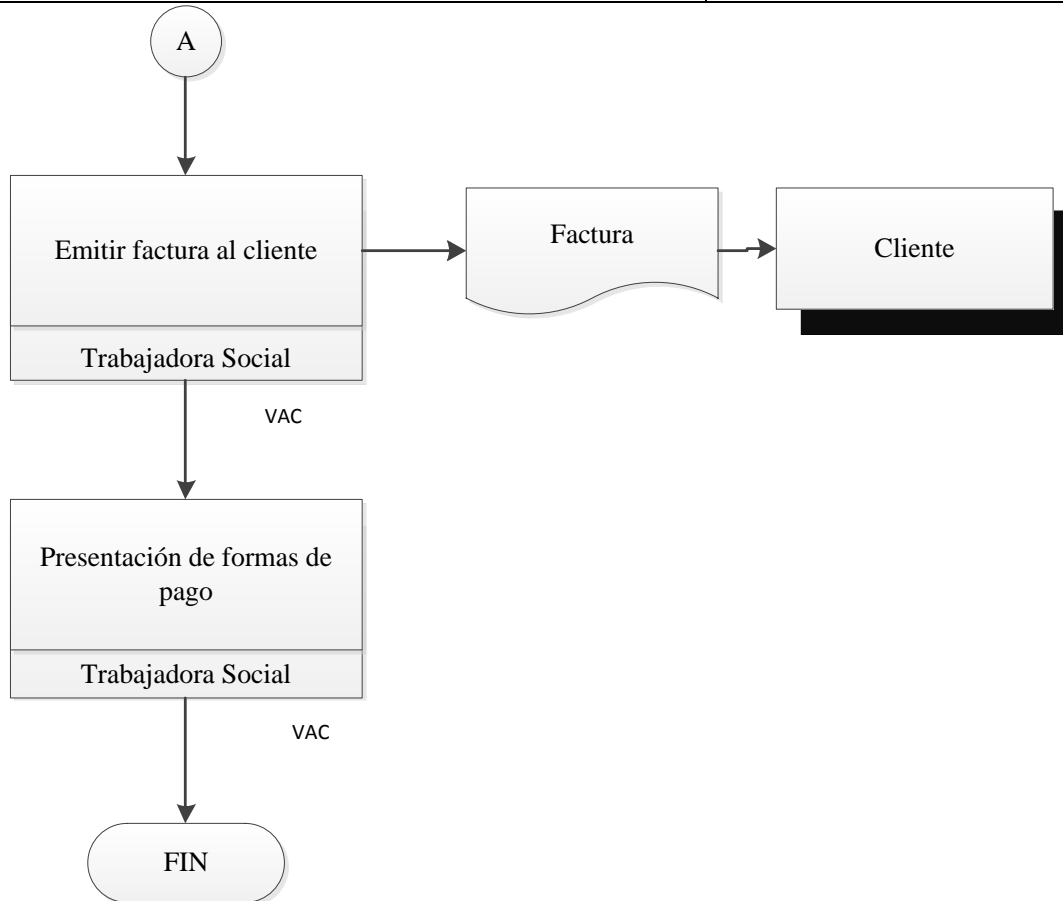 A
Emitir factura al cliente
Trabajadora Social
Factura
Cliente
VAC
Presentación de formas de
pago
Trabajadora Social
VAC
FIN